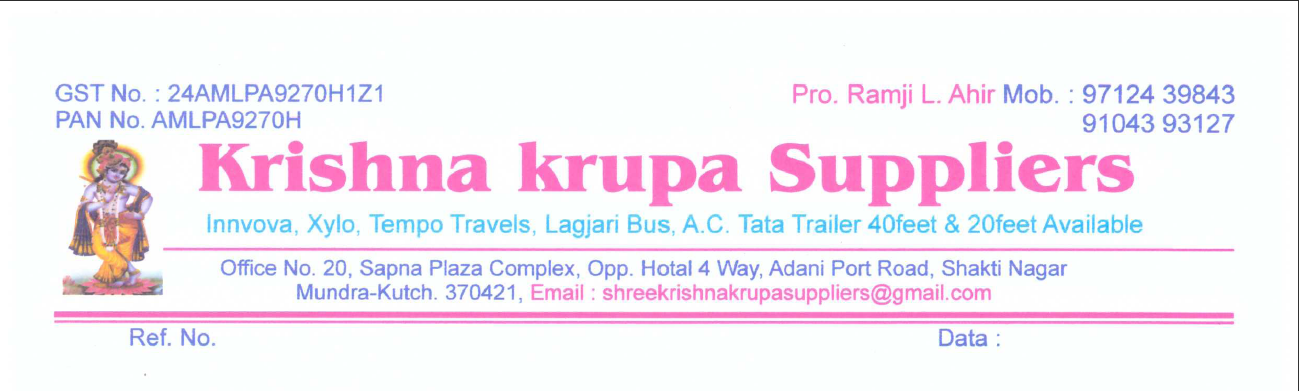 GST No. : 24AMLPA9270H1Z1
Pro. Ramji L. Ahir Mob. : 97124 39843
PAN No. AMLPA9270H
91043 93127
Krishna krupa Suppliers
Innvova, Xylo, Tempo Travels, Lagjari Bus, A.C. Tata Trailer 40feet & 20feet Available
Office No. 20, Sapna Plaza Complex, Opp. Hotal 4 Way, Adani Port Road, Shakti Nagar
Mundra-Kutch. 370421, Email : shreekrishnakrupasuppliers@gmail.com
Ref. No.
Data :